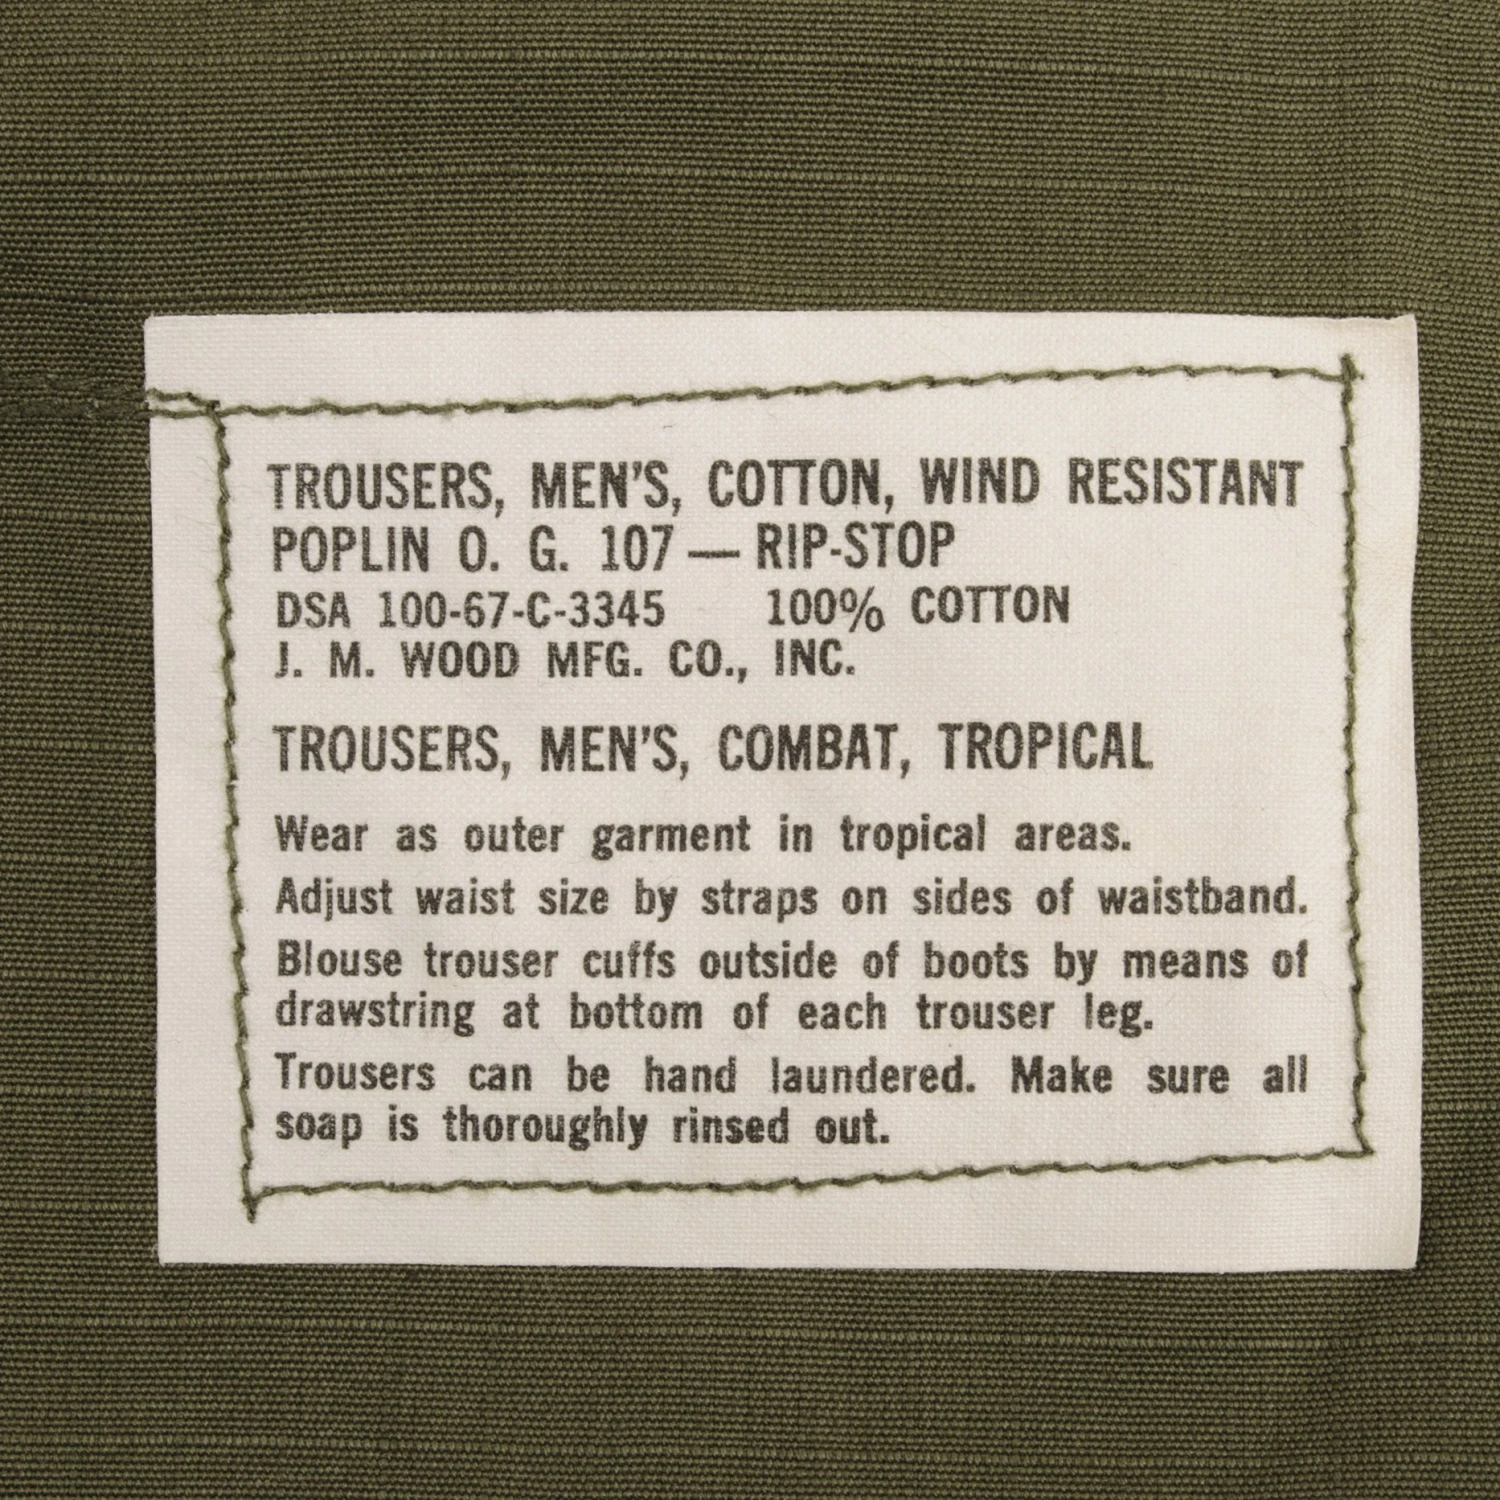 TROUSERS, MEN'S, COTTON, WIND RESISTANT
POPLIN O. G. 107 — RIP-STOP
DSA 100-67-C-3345 100% COTTON
J. M. WOOD MFG. CO., INC.
TROUSERS, MEN'S, COMBAT, TROPICAL
Wear as outer garment in tropical areas.
Adjust waist size by straps on sides of waistband.
Blouse trouser cuffs outside of boots by means of
drawstring at bottom of each trouser leg.
Trousers can be hand laundered. Make sure all
soap is thoroughly rinsed out.